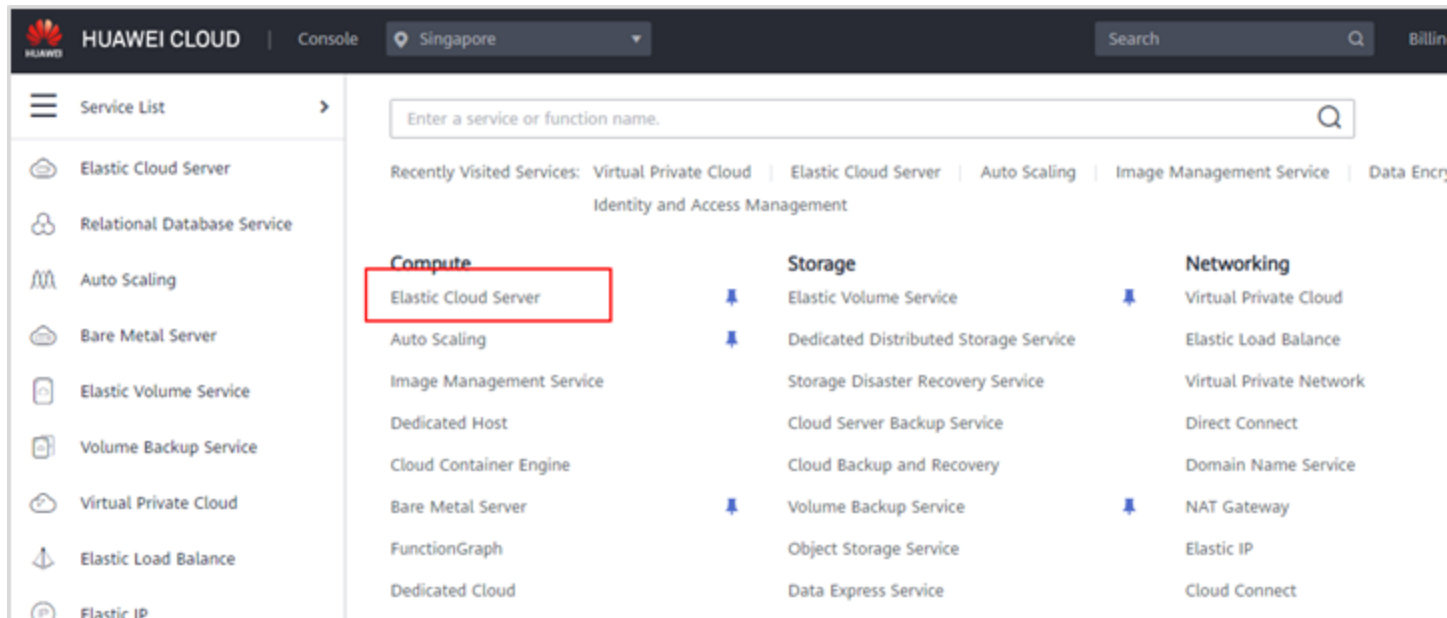 HUAWEI
HUAWEI CLOUD | Console Singapore Search Billin
Service List
Elastic Cloud Server
Relational Database Service
Auto Scaling
Bare Metal Server
Elastic Volume Service
Volume Backup Service
Virtual Private Cloud
Elastic Load Balance
Elastic IP
Enter a service or function name.
Recently Visited Services: Virtual Private Cloud | Elastic Cloud Server | Auto Scaling | Image Management Service | Data Encry
Identity and Access Management
Compute
Elastic Cloud Server
Auto Scaling
Image Management Service
Dedicated Host
Cloud Container Engine
Bare Metal Server
FunctionGraph
Dedicated Cloud
Storage
Elastic Volume Service
Dedicated Distributed Storage Service
Storage Disaster Recovery Service
Cloud Server Backup Service
Cloud Backup and Recovery
Volume Backup Service
Object Storage Service
Data Express Service
Networking
Virtual Private Cloud
Elastic Load Balance
Virtual Private Network
Direct Connect
Domain Name Service
NAT Gateway
Elastic IP
Cloud Connect